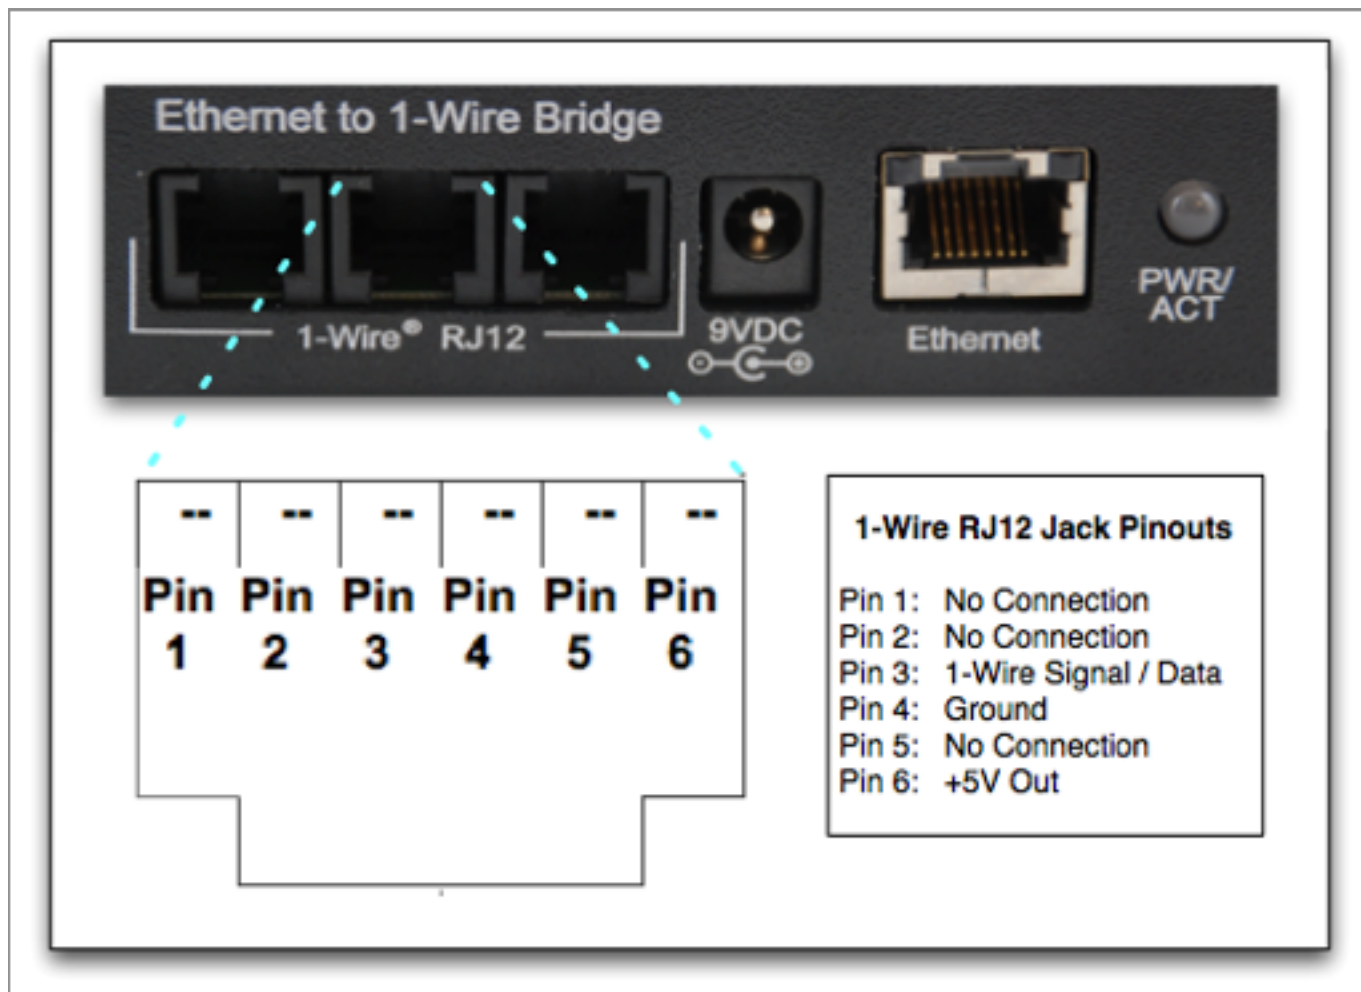 Ethernet to 1-Wire Bridge
1-Wire® RJ12
9VDC
Ethernet
PWR/
ACT
-- -- -- -- -- --
Pin Pin Pin Pin Pin Pin
1 2 3 4 5 6
1-Wire RJ12 Jack Pinouts
Pin 1: No Connection
Pin 2: No Connection
Pin 3: 1-Wire Signal / Data
Pin 4: Ground
Pin 5: No Connection
Pin 6: +5V Out